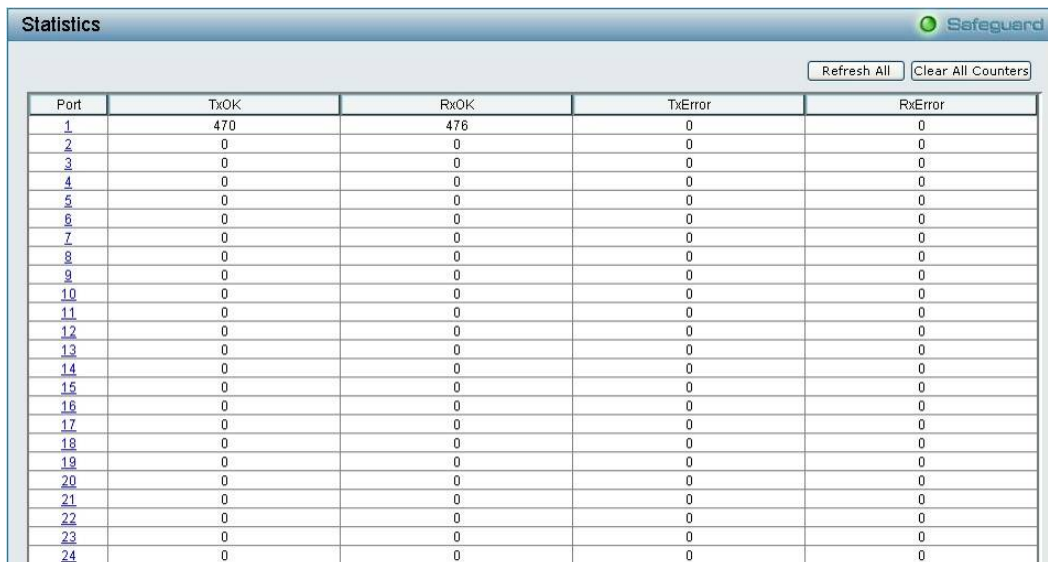 Statistics
Safeguard
Refresh All Clear All Counters
Port TxOK RxOK TxError RxError
1 470 476 0 0
2 0 0 0 0
3 0 0 0 0
4 0 0 0 0
5 0 0 0 0
6 0 0 0 0
7 0 0 0 0
8 0 0 0 0
9 0 0 0 0
10 0 0 0 0
11 0 0 0 0
12 0 0 0 0
13 0 0 0 0
14 0 0 0 0
15 0 0 0 0
16 0 0 0 0
17 0 0 0 0
18 0 0 0 0
19 0 0 0 0
20 0 0 0 0
21 0 0 0 0
22 0 0 0 0
23 0 0 0 0
24 0 0 0 0